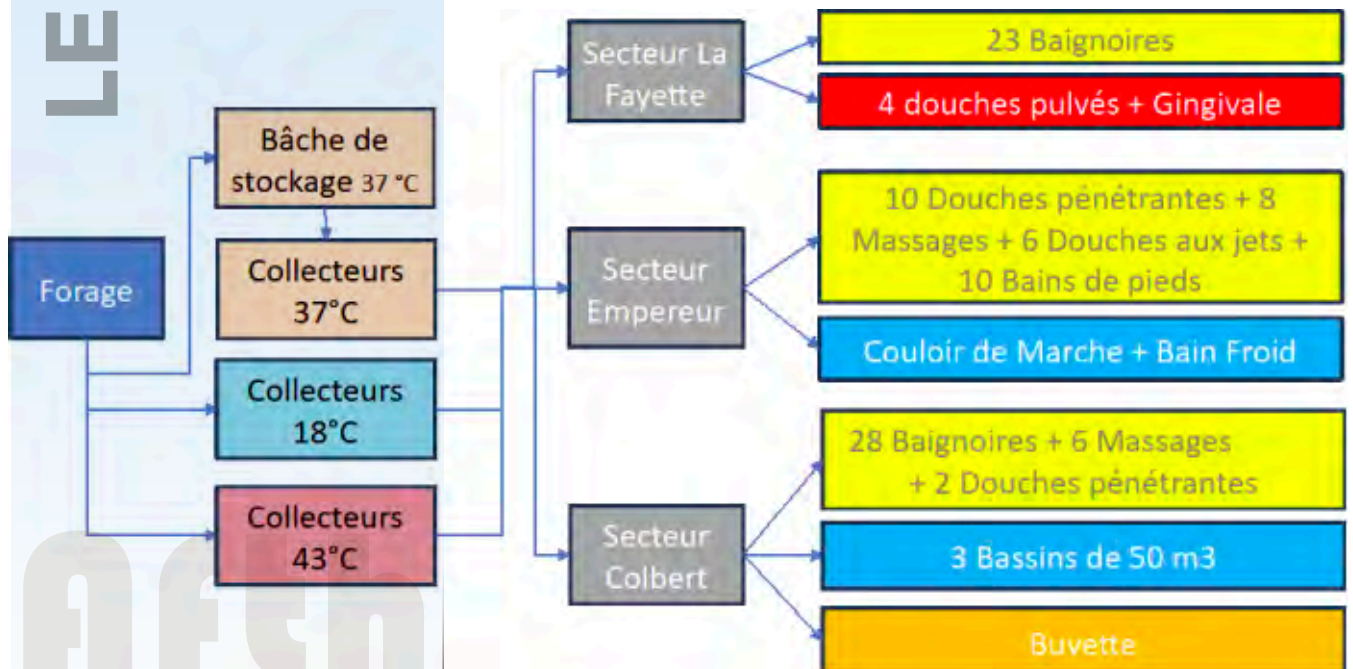 LE
Forage
Bâche de
stockage 37 °C
Collecteurs
37°C
Collecteurs
18°C
Collecteurs
43°C
Secteur La
Fayette
Secteur
Empereur
Secteur
Colbert
23 Baignoires
4 douches pulvés + Gingivale
10 Douches pénétrantes + 8
Massages + 6 Douches aux jets +
10 Bains de pieds
Couloir de Marche + Bain Froid
28 Baignoires + 6 Massages
+ 2 Douches pénétrantes
3 Bassins de 50 m3
Buvette
Afth